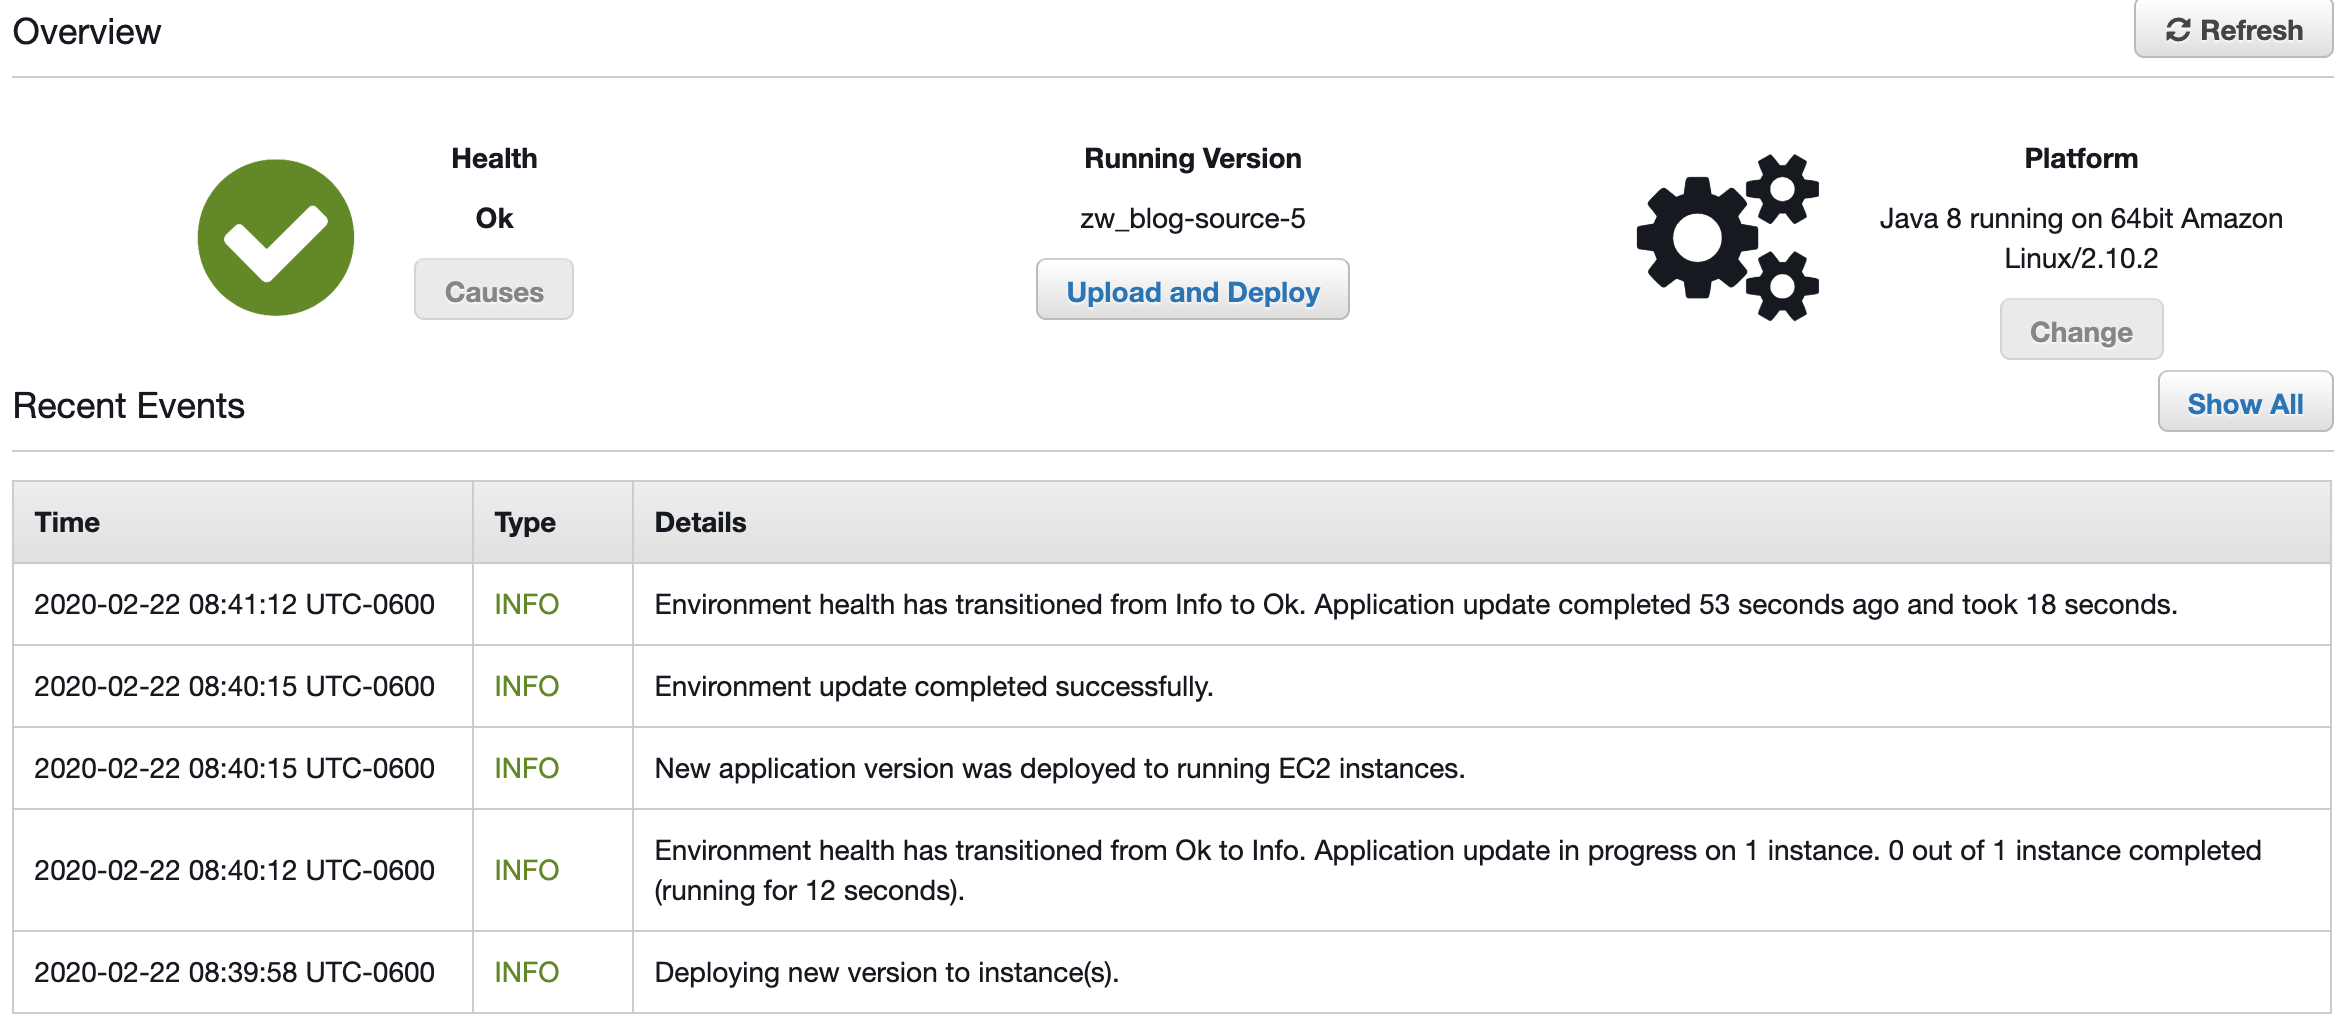 Overview
Refresh
Health
Ok
Causes
Running Version
zw_blog-source-5
Upload and Deploy
Platform
Java 8 running on 64bit Amazon
Linux/2.10.2
Change
Recent Events
Show All
Time Type Details
2020-02-22 08:41:12 UTC-0600 INFO Environment health has transitioned from Info to Ok. Application update completed 53 seconds ago and took 18 seconds.
2020-02-22 08:40:15 UTC-0600 INFO Environment update completed successfully.
2020-02-22 08:40:15 UTC-0600 INFO New application version was deployed to running EC2 instances.
2020-02-22 08:40:12 UTC-0600 INFO Environment health has transitioned from Ok to Info. Application update in progress on 1 instance. 0 out of 1 instance completed
(running for 12 seconds).
2020-02-22 08:39:58 UTC-0600 INFO Deploying new version to instance(s).